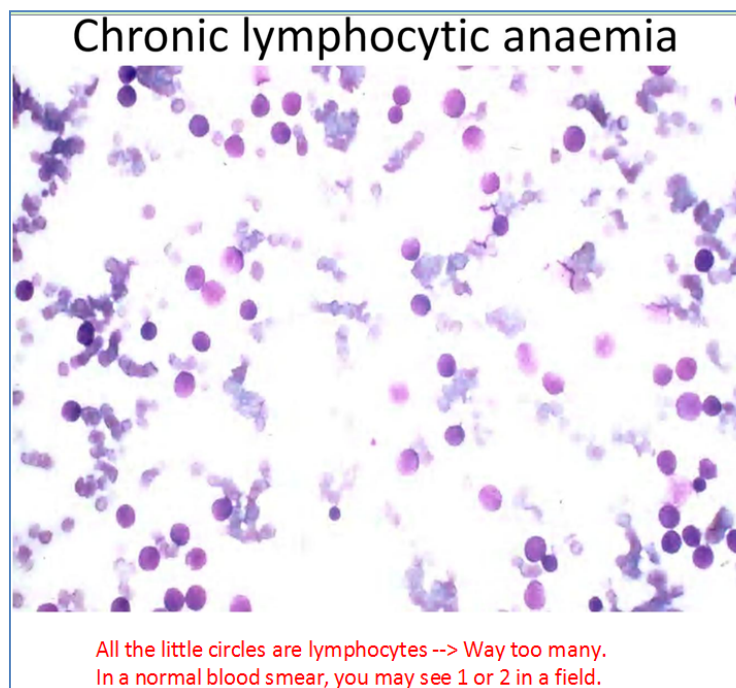 Chronic lymphocytic anaemia
All the little circles are lymphocytes --> Way too many.
In a normal blood smear, you may see 1 or 2 in a field.